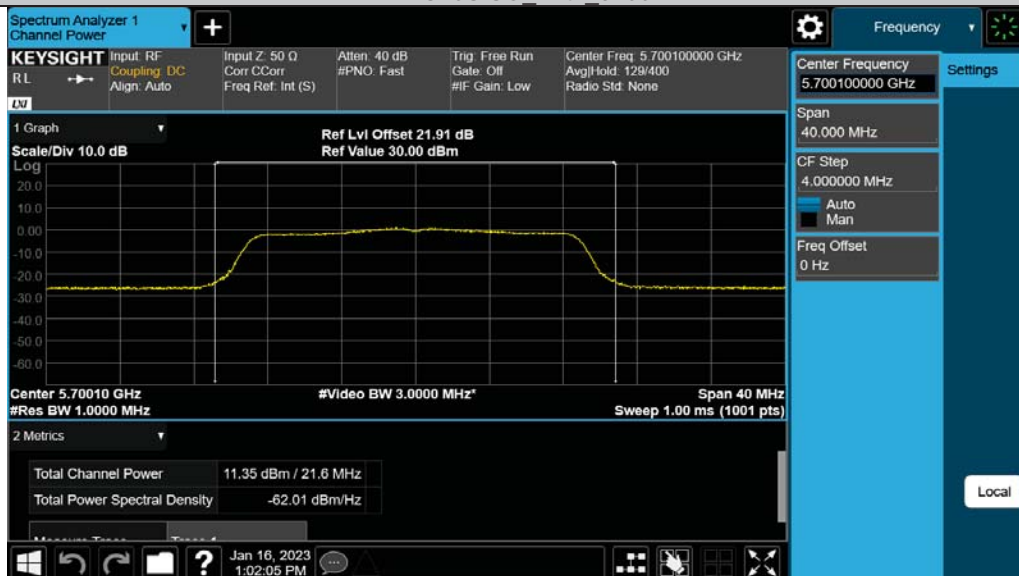 Spectrum Analyzer 1
Channel Power
Frequency
KEYSIGHT
RL
LXI
Input: RF
Coupling: DC
Align: Auto
Input Z: 50 Ω
Corr CCorr
Freq Ref: Int (S)
Atten: 40 dB
#PNO: Fast
Trig: Free Run
Gate: Off
#IF Gain: Low
Center Freq: 5.700100000 GHz
Avg|Hold: 129/400
Radio Std: None
Center Frequency
5.700100000 GHz
Settings
Span
40.000 MHz
CF Step
4.000000 MHz
Auto
Man
Freq Offset
0 Hz
1 Graph
Scale/Div 10.0 dB
Ref Lvl Offset 21.91 dB
Ref Value 30.00 dBm
Log
20.0
10.0
0.00
-10.0
-20.0
-30.0
-40.0
-50.0
-60.0
Center 5.70010 GHz
#Video BW 3.0000 MHz*
Span 40 MHz
#Res BW 1.0000 MHz
Sweep 1.00 ms (1001 pts)
2 Metrics
Total Channel Power 11.35 dBm / 21.6 MHz
Total Power Spectral Density -62.01 dBm/Hz
Local
?
Jan 16, 2023
1:02:05 PM